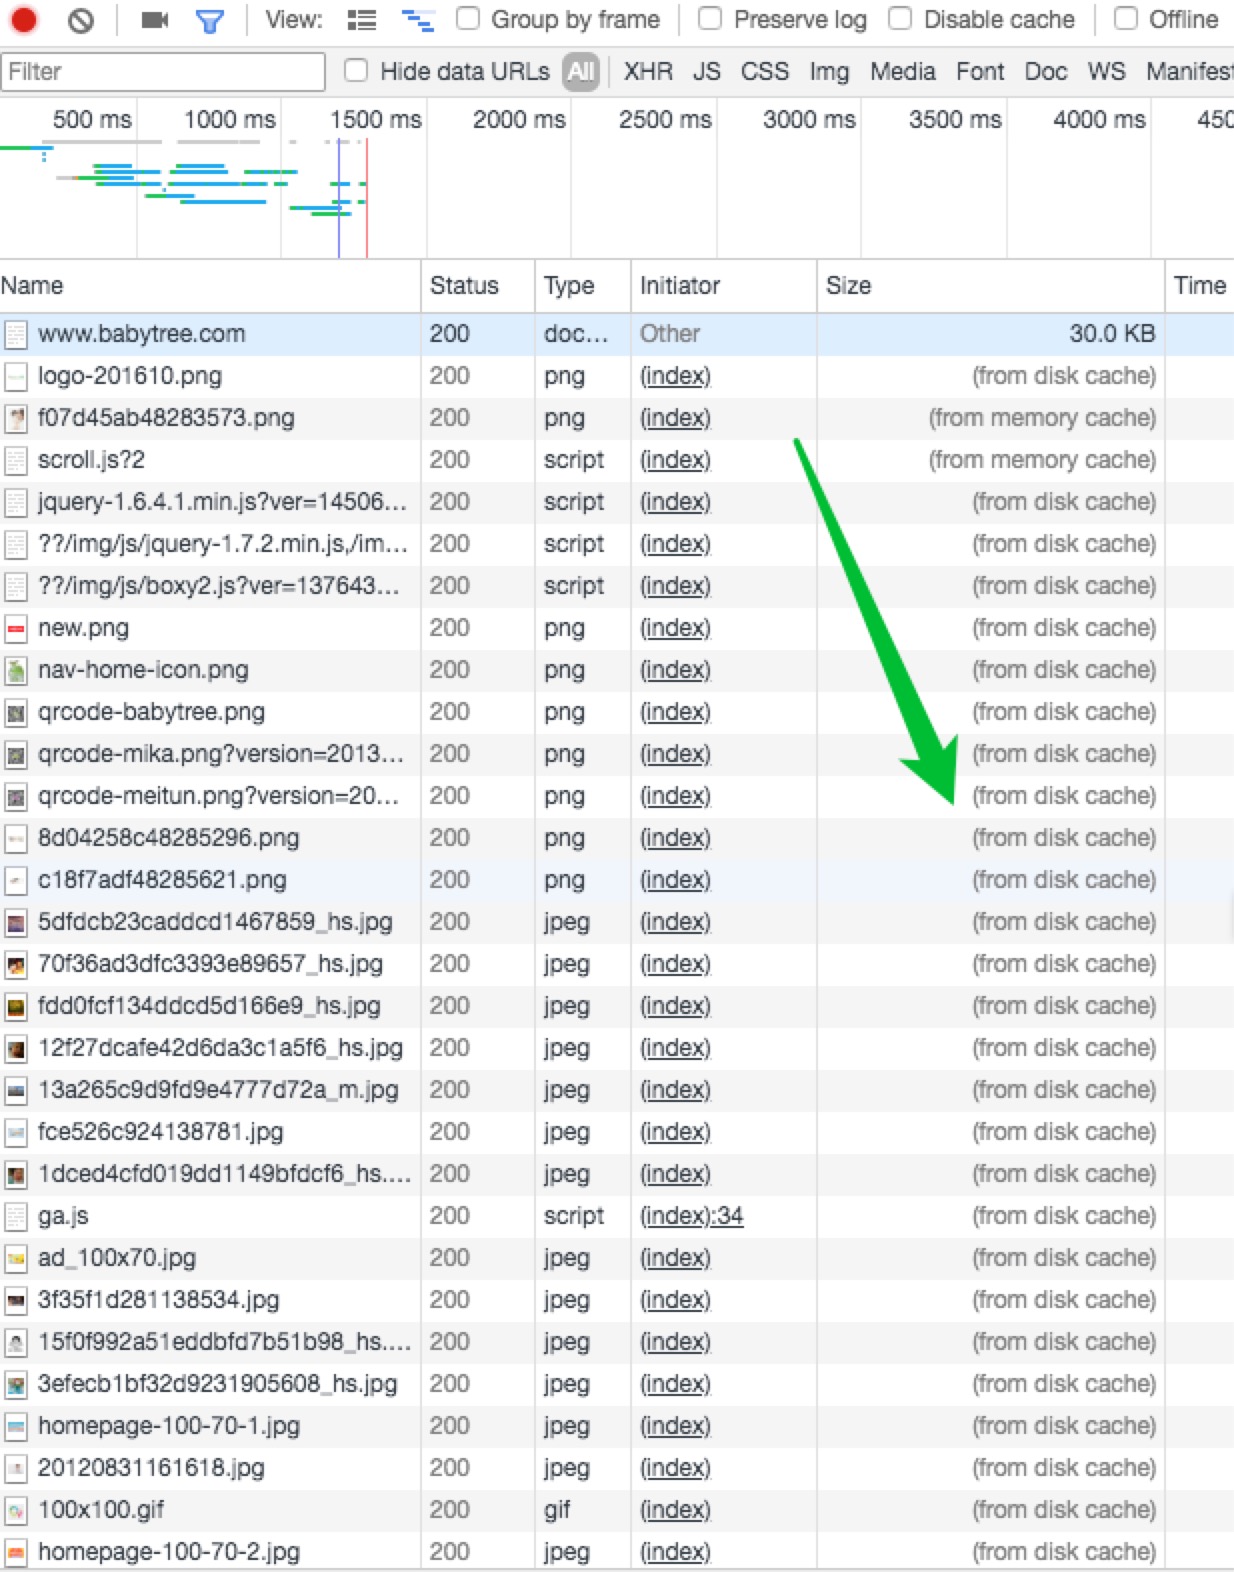 View: Group by frame Preserve log Disable cache Offline
Filter Hide data URLs All XHR JS CSS Img Media Font Doc WS Manifest
500 ms 1000 ms 1500 ms 2000 ms 2500 ms 3000 ms 3500 ms 4000 ms 450
Name Status Type Initiator Size Time
www.babytree.com 200 doc... Other 30.0 KB
logo-201610.png 200 png (index) (from disk cache)
f07d45ab48283573.png 200 png (index) (from memory cache)
scroll.js?2 200 script (index) (from memory cache)
jquery-1.6.4.1.min.js?ver=14506... 200 script (index) (from disk cache)
??/img/js/jquery-1.7.2.min.js,/im... 200 script (index) (from disk cache)
??/img/js/boxy2.js?ver=137643... 200 script (index) (from disk cache)
new.png 200 png (index) (from disk cache)
nav-home-icon.png 200 png (index) (from disk cache)
qrcode-babytree.png 200 png (index) (from disk cache)
qrcode-mika.png?version=2013... 200 png (index) (from disk cache)
qrcode-meitun.png?version=20... 200 png (index) (from disk cache)
8d04258c48285296.png 200 png (index) (from disk cache)
c18f7adf48285621.png 200 png (index) (from disk cache)
5dfdcb23caddcd1467859_hs.jpg 200 jpeg (index) (from disk cache)
70f36ad3dfc3393e89657_hs.jpg 200 jpeg (index) (from disk cache)
fdd0fcf134ddcd5d166e9_hs.jpg 200 jpeg (index) (from disk cache)
12f27dcafe42d6da3c1a5f6_hs.jpg 200 jpeg (index) (from disk cache)
13a265c9d9fd9e4777d72a_m.jpg 200 jpeg (index) (from disk cache)
fce526c924138781.jpg 200 jpeg (index) (from disk cache)
1dced4cfd019dd1149bfdcf6_hs.... 200 jpeg (index) (from disk cache)
ga.js 200 script (index):34 (from disk cache)
ad_100x70.jpg 200 jpeg (index) (from disk cache)
3f35f1d281138534.jpg 200 jpeg (index) (from disk cache)
15f0f992a51eddbfd7b51b98_hs.... 200 jpeg (index) (from disk cache)
3efecb1bf32d9231905608_hs.jpg 200 jpeg (index) (from disk cache)
homepage-100-70-1.jpg 200 jpeg (index) (from disk cache)
20120831161618.jpg 200 jpeg (index) (from disk cache)
100x100.gif 200 gif (index) (from disk cache)
homepage-100-70-2.jpg 200 jpeg (index) (from disk cache)